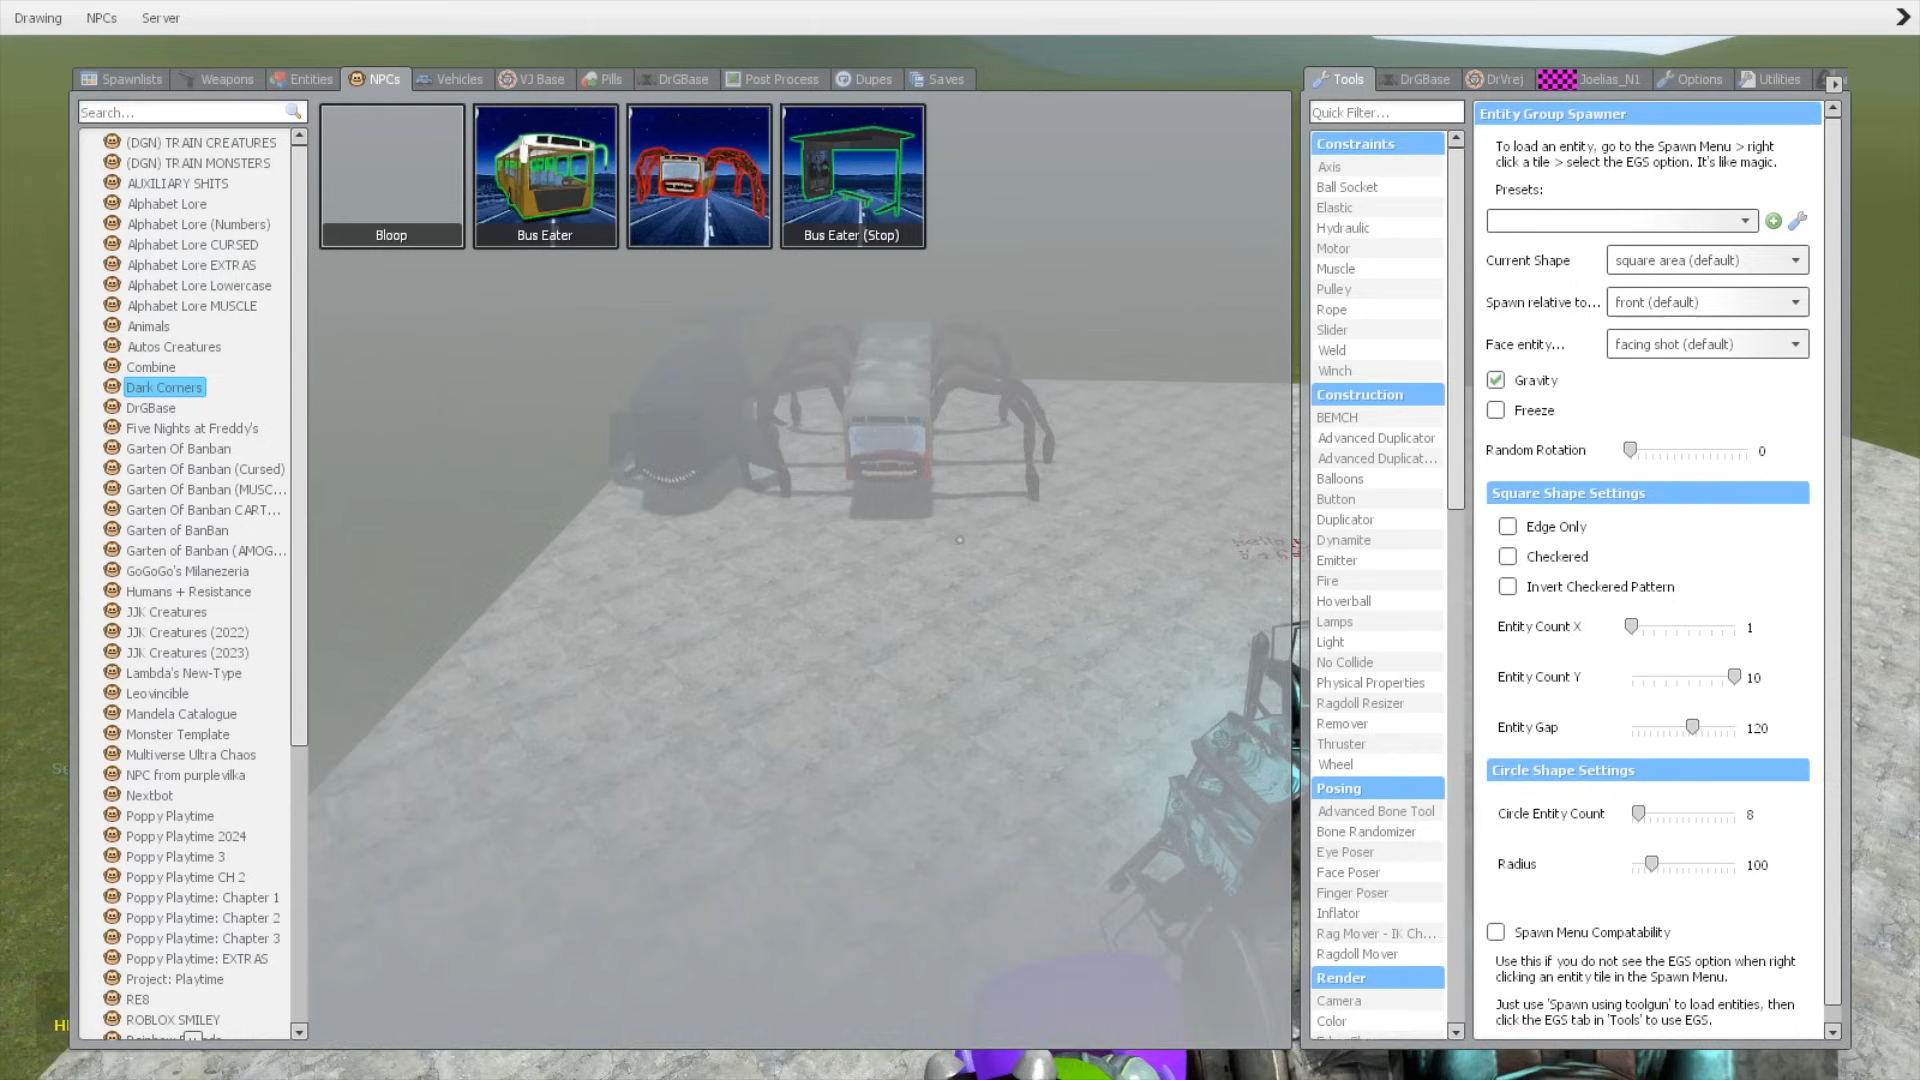 Drawing NPCs Server
Spawnlists Weapons Entities NPCs Vehicles VJ Base Pills DrGBase Post Process Dupes Saves
Search...
(DGN) TRAIN CREATURES
(DGN) TRAIN MONSTERS
AUXILIARY SHITS
Alphabet Lore
Alphabet Lore (Numbers)
Alphabet Lore CURSED
Alphabet Lore EXTRAS
Alphabet Lore Lowercase
Alphabet Lore MUSCLE
Animals
Autos Creatures
Combine
Dark Corners
DrGBase
Five Nights at Freddy's
Garten Of Banban
Garten Of Banban (Cursed)
Garten Of Banban (MUSC...
Garten Of Banban CART...
Garten of BanBan
Garten of Banban (AMOG...
GoGoGo's Milanezeria
Humans + Resistance
JJK Creatures
JJK Creatures (2022)
JJK Creatures (2023)
Lambda's New-Type
Leovincible
Mandela Catalogue
Monster Template
Multiverse Ultra Chaos
NPC from purplevilka
Nextbot
Poppy Playtime
Poppy Playtime 2024
Poppy Playtime 3
Poppy Playtime CH 2
Poppy Playtime: Chapter 1
Poppy Playtime: Chapter 2
Poppy Playtime: Chapter 3
Poppy Playtime: EXTRAS
Project: Playtime
RE8
ROBLOX SMILEY
Bloop
Bus Eater
Bus Eater (Stop)
Tools DrGBase DrVrej Joelias_N1 Options Utilities
Quick Filter...
Constraints
Axis
Ball Socket
Elastic
Hydraulic
Motor
Muscle
Pulley
Rope
Slider
Weld
Winch
Construction
BEMCH
Advanced Duplicator
Advanced Duplicat...
Balloons
Button
Duplicator
Dynamite
Emitter
Fire
Hoverball
Lamps
Light
No Collide
Physical Properties
Ragdoll Resizer
Remover
Thruster
Wheel
Posing
Advanced Bone Tool
Bone Randomizer
Eye Poser
Face Poser
Finger Poser
Inflator
Rag Mover - IK Ch...
Ragdoll Mover
Render
Camera
Color
Entity Group Spawner
To load an entity, go to the Spawn Menu > right
click a tile > select the EGS option. It's like magic.
Presets:
Current Shape square area (default)
Spawn relative to... front (default)
Face entity... facing shot (default)
Gravity
Freeze
Random Rotation 0
Square Shape Settings
Edge Only
Checkered
Invert Checkered Pattern
Entity Count X 1
Entity Count Y 10
Entity Gap 120
Circle Shape Settings
Circle Entity Count 8
Radius 100
Spawn Menu Compatability
Use this if you do not see the EGS option when right
clicking an entity tile in the Spawn Menu.
Just use 'Spawn using toolgun' to load entities, then
click the EGS tab in 'Tools' to use EGS.